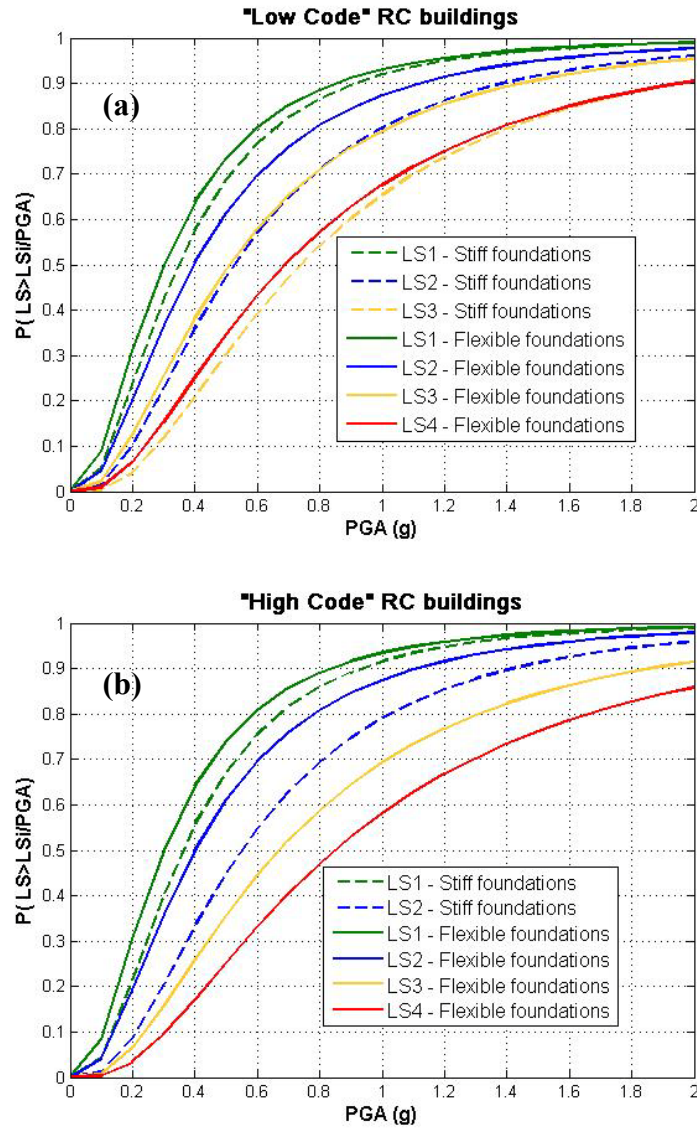 "Low Code" RC buildings
(a)
P( LS>LSi/PGA)
1
0.9
0.8
0.7
0.6
0.5
0.4
0.3
0.2
0.1
0
LS1 - Stiff foundations
LS2 - Stiff foundations
LS3 - Stiff foundations
LS1 - Flexible foundations
LS2 - Flexible foundations
LS3 - Flexible foundations
LS4 - Flexible foundations
0 0.2 0.4 0.6 0.8 1 1.2 1.4 1.6 1.8 2
PGA (g)
"High Code" RC buildings
(b)
P( LS>LSi/PGA)
1
0.9
0.8
0.7
0.6
0.5
0.4
0.3
0.2
0.1
0
LS1 - Stiff foundations
LS2 - Stiff foundations
LS1 - Flexible foundations
LS2 - Flexible foundations
LS3 - Flexible foundations
LS4 - Flexible foundations
0 0.2 0.4 0.6 0.8 1 1.2 1.4 1.6 1.8 2
PGA (g)